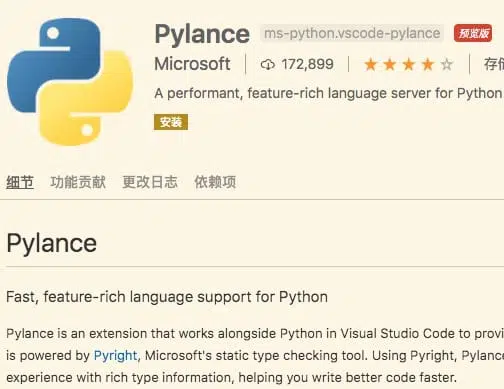 Pylance ms-python.vscode-pylance 预览版
Microsoft 172,899
A performant, feature-rich language server for Python
安装
细节 功能贡献 更改日志 依赖项
Pylance
Fast, feature-rich language support for Python
Pylance is an extension that works alongside Python in Visual Studio Code to
is powered by Pyright, Microsoft's static type checking tool. Using Pyright,
experience with rich type information, helping you write better code faster.